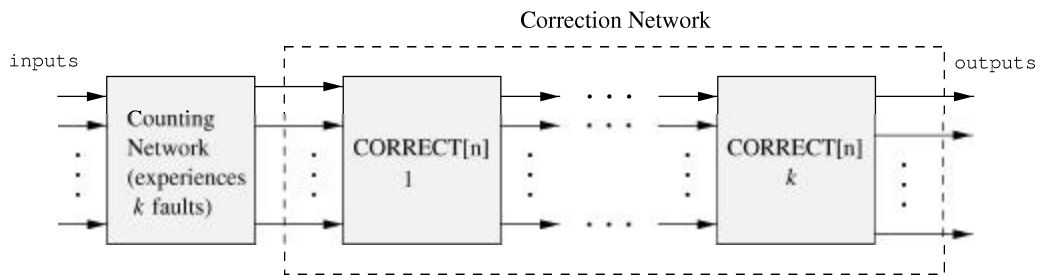 Correction Network
inputs
outputs
Counting
Network
(experiences
k faults)
CORRECT[n]
1
CORRECT[n]
k